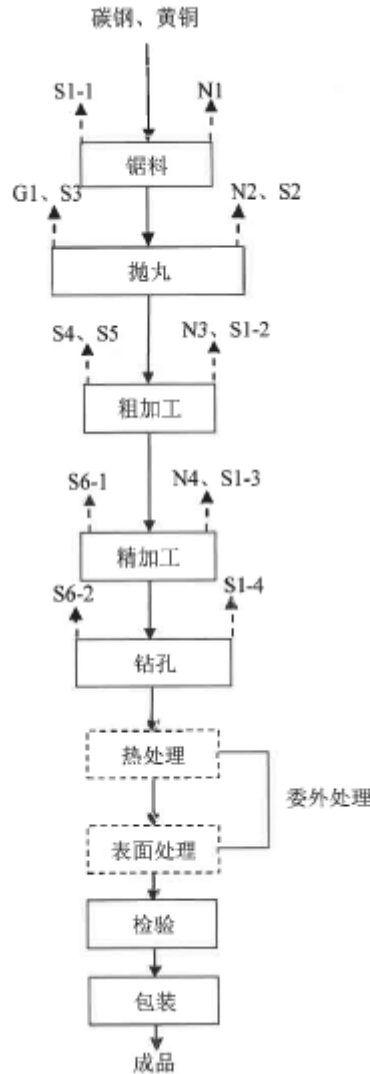 碳钢、黄铜
S1-1
N1
锯料
G1、S3
N2、S2
抛丸
S4、S5
N3、S1-2
粗加工
S6-1
N4、S1-3
精加工
S6-2
S1-4
钻孔
热处理
委外处理
表面处理
检验
包装
成品